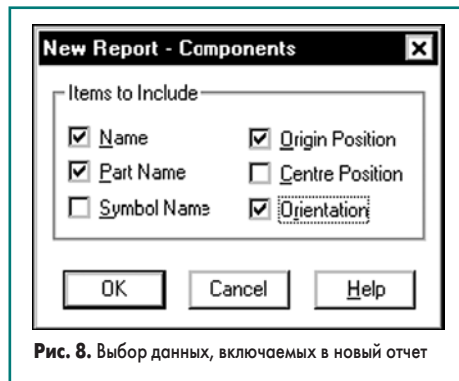 New Report - Components
Items to Include
Name
Origin Position
Part Name
Centre Position
Symbol Name
Orientation
OK Cancel Help
Рис. 8. Выбор данных, включаемых в новый отчет